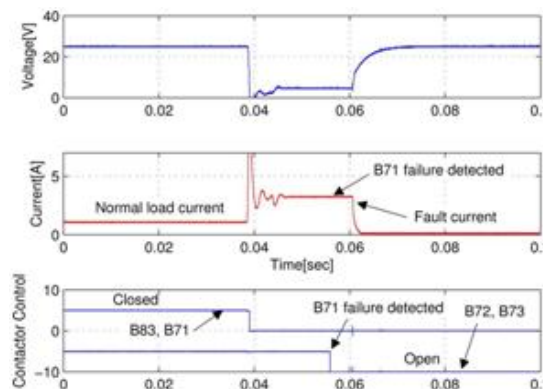 40
20
0
Voltage[V]
0 0.02 0.04 0.06 0.08 0.
5
0
Current[A]
B71 failure detected
Normal load current
Fault current
0 0.02 0.04 0.06 0.08 0.
Time[sec]
10
0
-10
Contactor Control
Closed
B71 failure detected
B72, B73
B83, B71
Open
0 0.02 0.04 0.06 0.08 0.